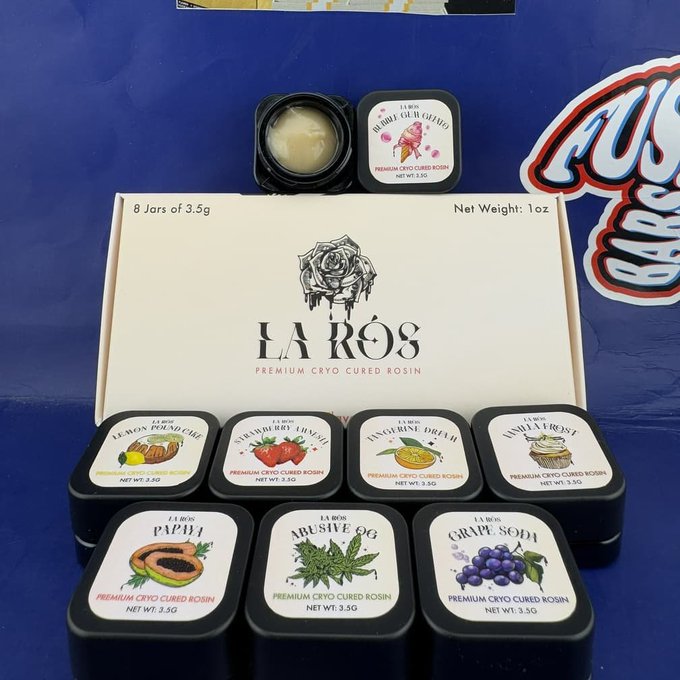 LA RÓS
BUBBLE GUM GELATO
PREMIUM CRYO CURED ROSIN
NET WT: 3.5G
FUS
BARS
8 Jars of 3.5g
Net Weight: 1oz
LA RÓS
PREMIUM CRYO CURED ROSIN
LA RÓS
LEMON POUND CAKE
PREMIUM CRYO CURED ROSIN
NET WT: 3.5G
LA RÓS
STRAWBERRY AMNESIA
PREMIUM CRYO CURED ROSIN
NET WT: 3.5G
LA RÓS
TANGERINE DREAM
PREMIUM CRYO CURED ROSIN
NET WT: 3.5G
LA RÓS
VANILLA FROST
PREMIUM CRYO CURED ROSIN
NET WT: 3.5G
LA RÓS
PAPAYA
PREMIUM CRYO CURED ROSIN
NET WT: 3.5G
LA RÓS
ABUSIVE OG
PREMIUM CRYO CURED ROSIN
NET WT: 3.5G
LA RÓS
GRAPE SODA
PREMIUM CRYO CURED ROSIN
NET WT: 3.5G